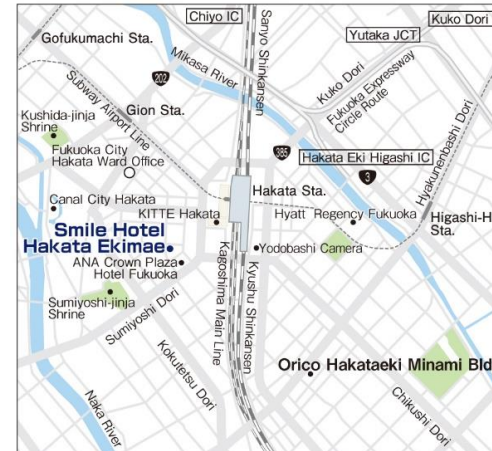 Chiyo IC
Sanyo Shinkansen
Kuko Dori
Gofukumachi Sta.
Yutaka JCT
Mikasa River
202
Kuko Dori
Fukuoka Expressway
Circle Route
Subway Airport Line
Gion Sta.
Kushida-jinja
Shrine
Fukuoka City
Hakata Ward Office
385
Hakata Eki Higashi IC
3
Hyakunenbashi Dori
Hakata Sta.
Canal City Hakata
KITTE Hakata
Hyatt Regency Fukuoka
Higashi-H
Sta.
Smile Hotel
Hakata Ekimae
Yodobashi Camera
ANA Crown Plaza
Hotel Fukuoka
Kagoshima Main Line
Kyushu Shinkansen
Sumiyoshi-jinja
Shrine
Sumiyoshi Dori
Kokutetsu Dori
Orico Hakataeki Minami Bld
Chikushi Dori
Naka River